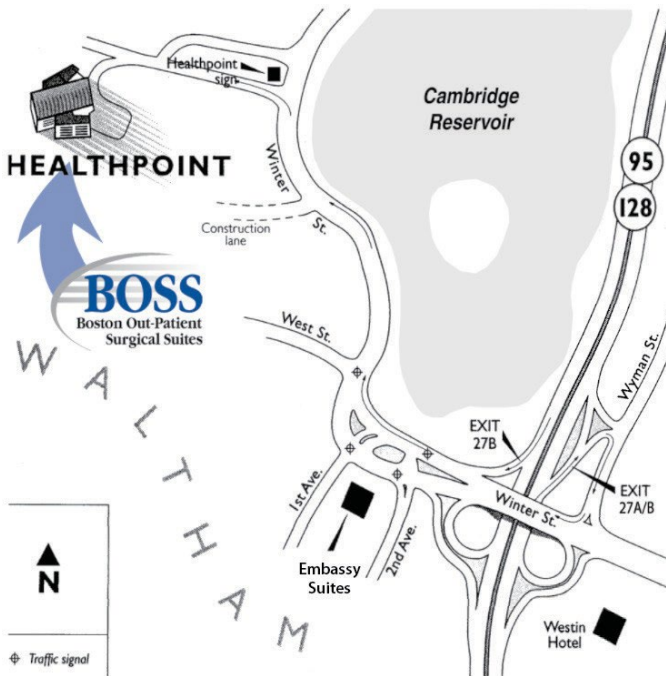 Healthpoint
sign
Cambridge
Reservoir
95
128
HEALTHPOINT
Winter
St.
Construction
lane
BOSS
Boston Out-Patient
Surgical Suites
West St.
Wyman St.
WALTHAM
EXIT
27B
EXIT
27A/B
Winter St.
1st Ave.
2nd Ave.
Embassy
Suites
N
Westin
Hotel
Traffic signal